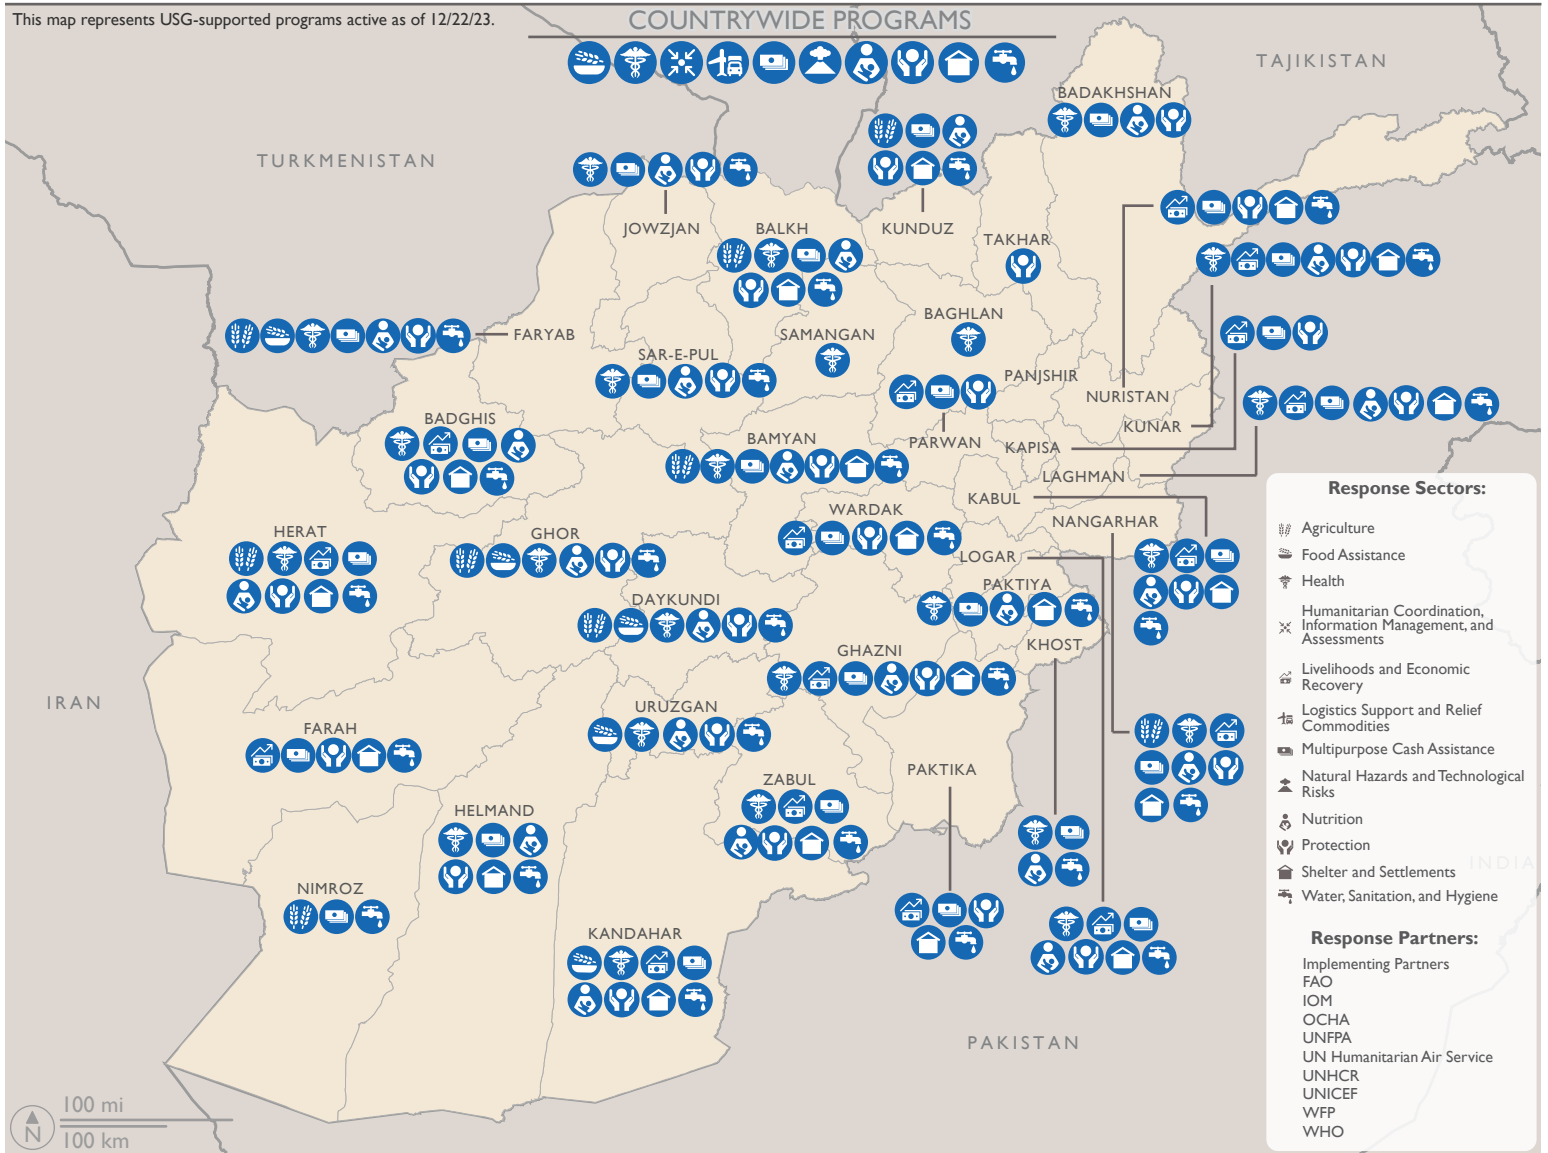 This map represents USG-supported programs active as of 12/22/23.
COUNTRYWIDE PROGRAMS
TAJIKISTAN
BADAKHSHAN
TURKMENISTAN
JOWZJAN
BALKH
KUNDUZ
TAKHAR
FARYAB
BAGHLAN
SAMANGAN
SAR-E-PUL
PANJSHIR
NURISTAN
BADGHIS
KUNAR
BAMYAN
PARWAN
KAPISA
LAGHMAN
KABUL
WARDAK
NANGARHAR
HERAT
GHOR
LOGAR
PAKTIYA
DAYKUNDI
KHOST
GHAZNI
IRAN
URUZGAN
FARAH
PAKTIKA
ZABUL
HELMAND
NIMROZ
KANDAHAR
PAKISTAN
INDIA
Response Sectors:
Agriculture
Food Assistance
Health
Humanitarian Coordination,
Information Management, and
Assessments
Livelihoods and Economic
Recovery
Logistics Support and Relief
Commodities
Multipurpose Cash Assistance
Natural Hazards and Technological
Risks
Nutrition
Protection
Shelter and Settlements
Water, Sanitation, and Hygiene
Response Partners:
Implementing Partners
FAO
IOM
OCHA
UNFPA
UN Humanitarian Air Service
UNHCR
UNICEF
WFP
WHO
N
100 mi
100 km